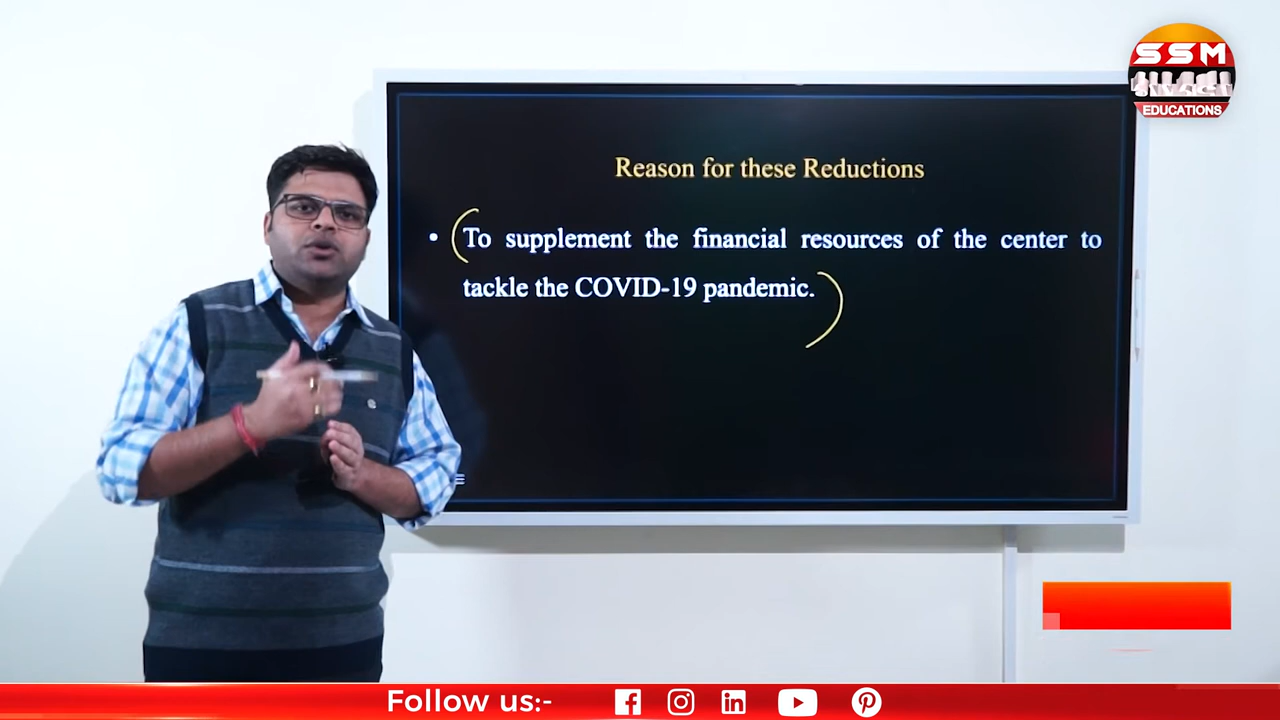 SSM
EDUCATIONS
Reason for these Reductions
• To supplement the financial resources of the center to
tackle the COVID-19 pandemic.
Follow us:-